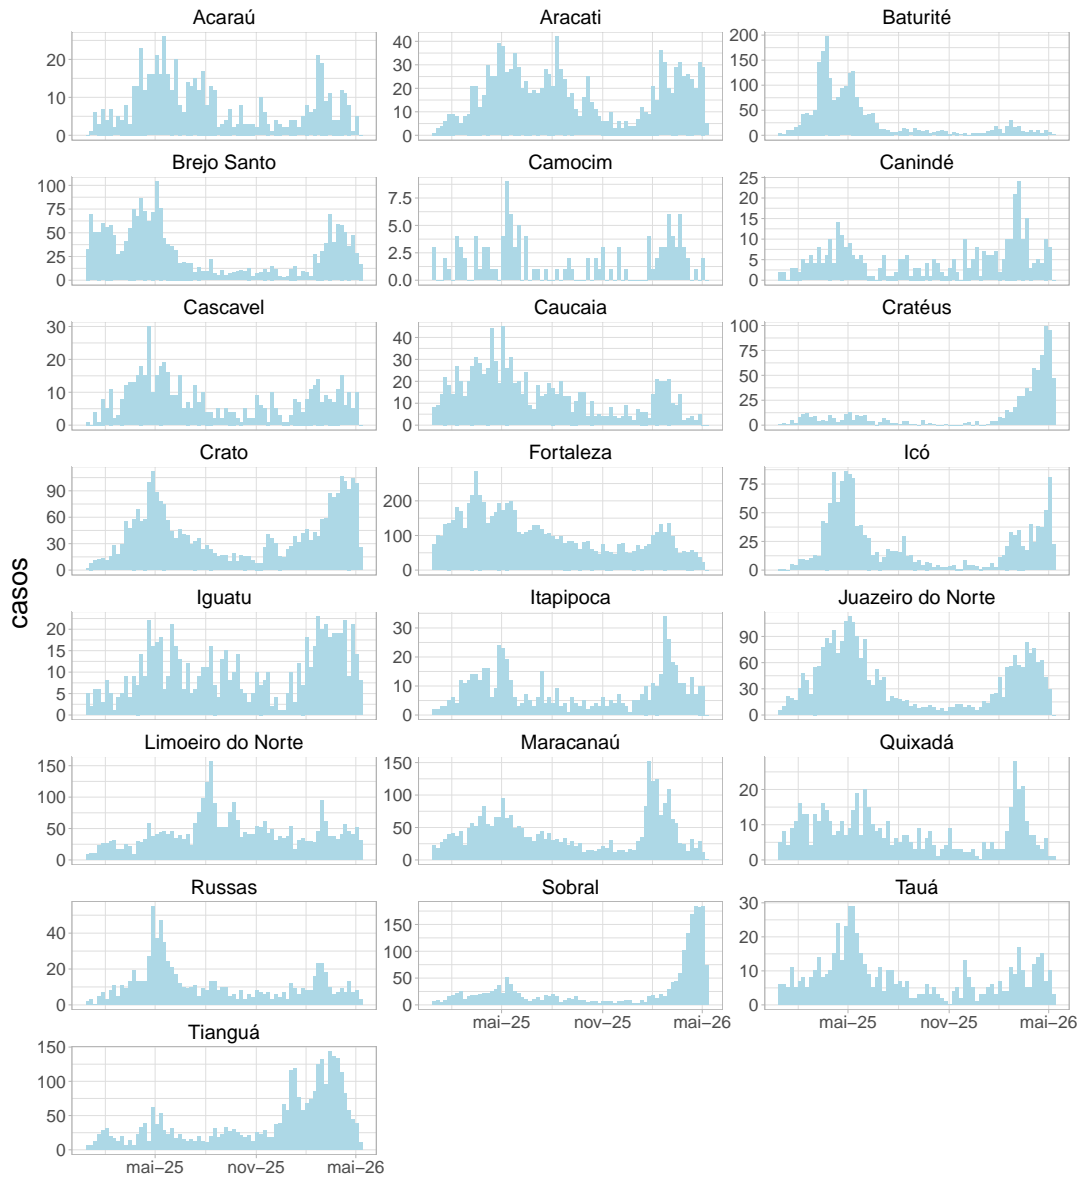 Acaraú Aracati Baturité
20 10 0
40 30 20 10 0
200 150 100 50 0
Brejo Santo Camocim Canindé
100 75 50 25 0
7.5 5.0 2.5 0.0
25 20 15 10 5 0
Cascavel Caucaia Cratéus
30 20 10 0
40 30 20 10 0
100 75 50 25 0
Crato Fortaleza Icó
90 60 30 0
200 100 0
75 50 25 0
casos
Iguatu Itapipoca Juazeiro do Norte
20 15 10 5 0
30 20 10 0
90 60 30 0
Limoeiro do Norte Maracanaú Quixadá
150 100 50 0
150 100 50 0
20 10 0
Russas Sobral Tauá
40 20 0
150 100 50 0
30 20 10 0
mai−25 nov−25 mai−26 mai−25 nov−25 mai−26
Tianguá
150 100 50 0
mai−25 nov−25 mai−26